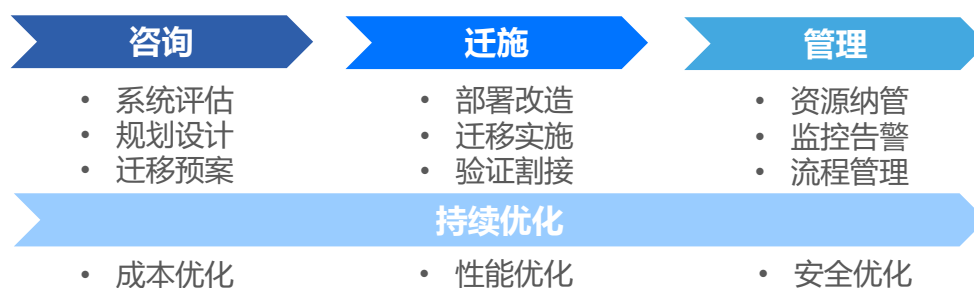 咨询
迁施
管理
• 系统评估
• 规划设计
• 迁移预案
• 部署改造
• 迁移实施
• 验证割接
• 资源纳管
• 监控告警
• 流程管理
持续优化
• 成本优化
• 性能优化
• 安全优化